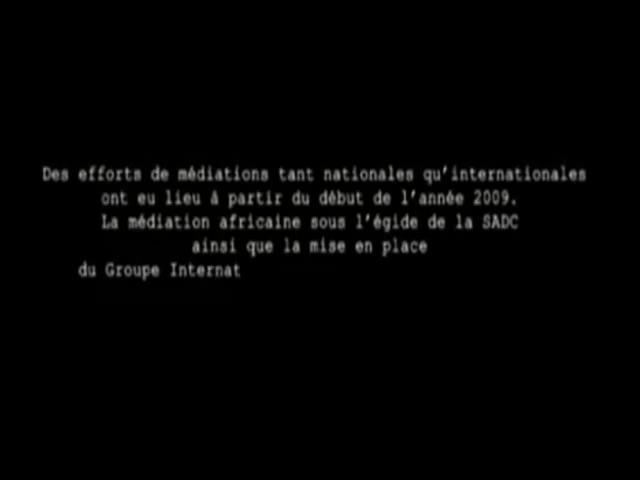 Des efforts de médiations tant nationales qu'internationales
ont eu lieu à partir du début de l'année 2009.
La médiation africaine sous l'égide de la SADC
ainsi que la mise en place
du Groupe Internat